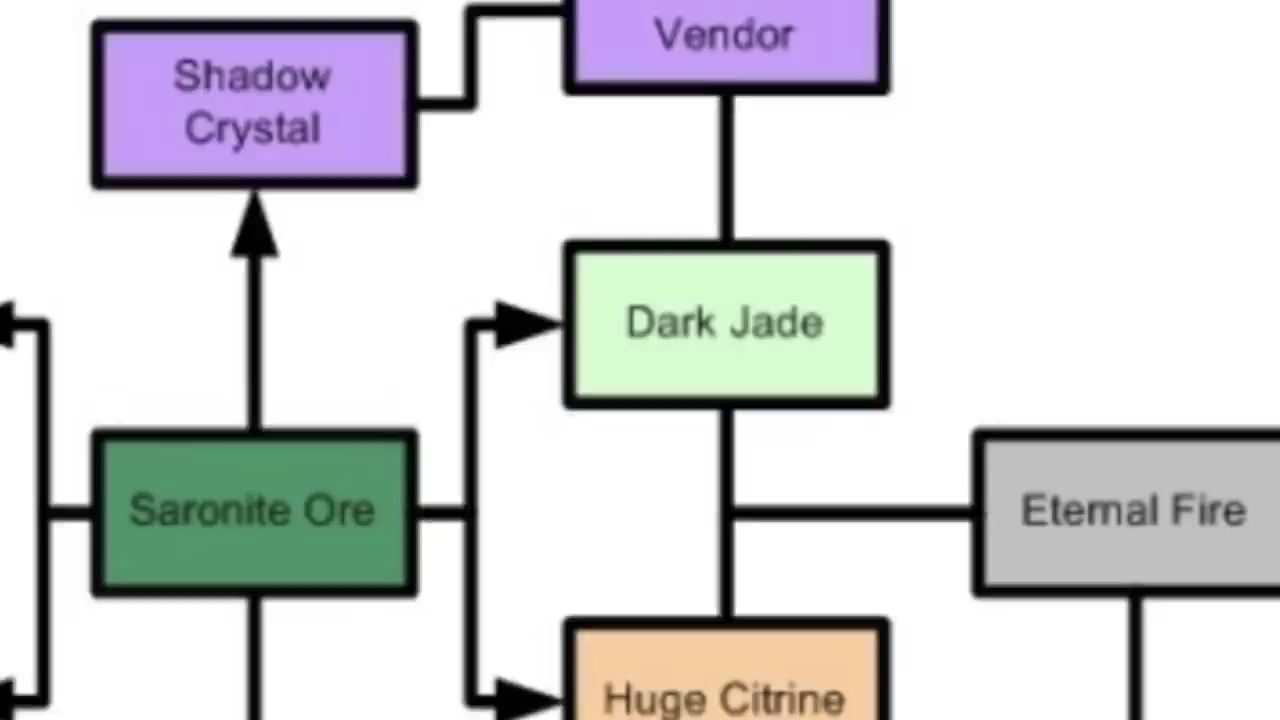 Vendor
Shadow
Crystal
Dark Jade
Saronite Ore
Eternal Fire
Huge Citrine